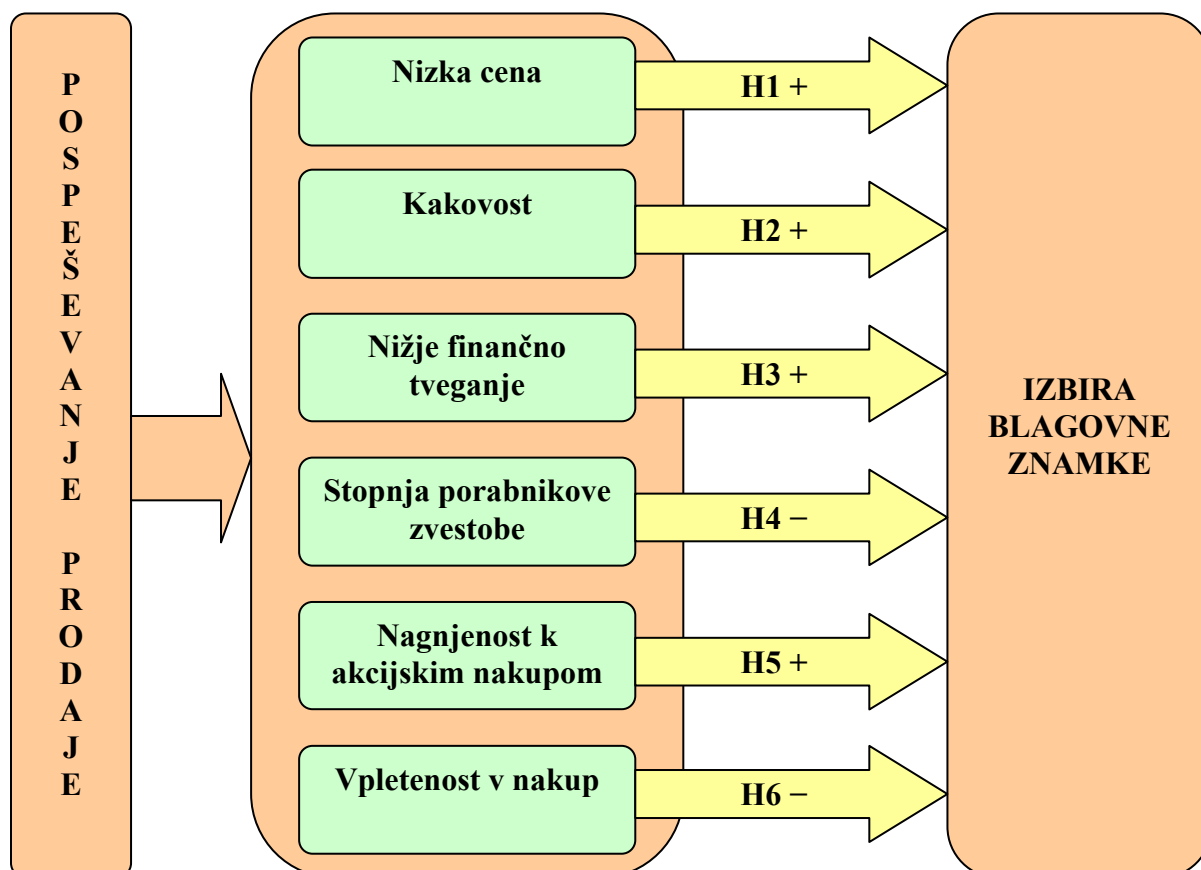 POSPEŠEVANJE PRODAJE
Nizka cena
H1 +
Kakovost
H2 +
Nižje finančno
tveganje
H3 +
Stopnja porabnikove
zvestobe
H4 −
Nagnjenost k
akcijskim nakupom
H5 +
Vpletenost v nakup
H6 −
IZBIRA
BLAGOVNE
ZNAMKE